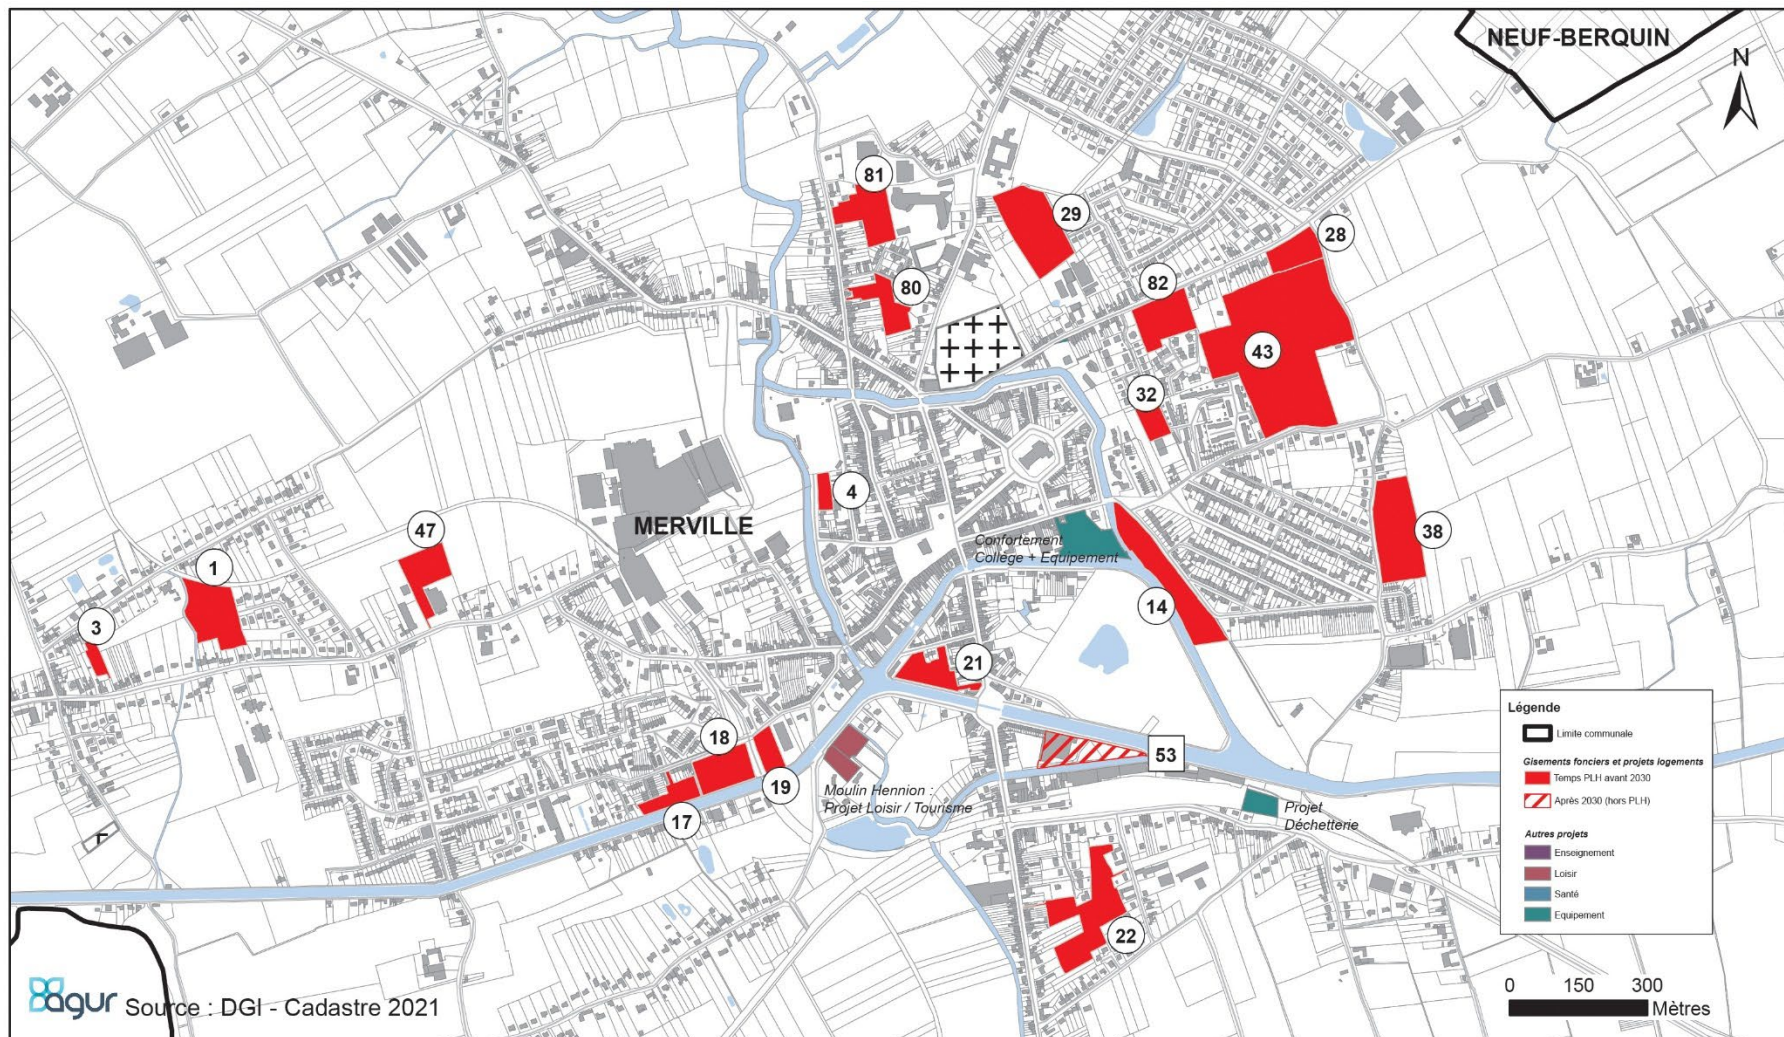 NEUF-BERQUIN
N
81
29
28
80
82
43
32
4
MERVILLE
47
1
3
38
Confortement
Collège + Equipement
14
21
18
19
17
53
Moulin Hennion :
Projet Loisir / Tourisme
Projet
Déchetterie
22
Légende
Limite communale
Gisements fonciers et projets logements
Temps PLH avant 2030
Après 2030 (hors PLH)
Autres projets
Enseignement
Loisir
Santé
Equipement
0 150 300
Mètres
agur Source : DGI - Cadastre 2021